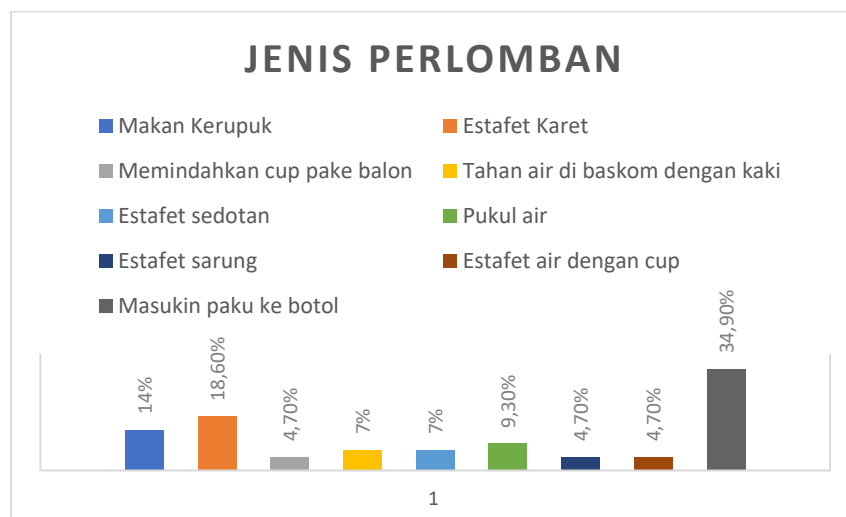 JENIS PERLOMBAN
Makan Kerupuk
Estafet Karet
Memindahkan cup pake balon
Tahan air di baskom dengan kaki
Estafet sedotan
Pukul air
Estafet sarung
Estafet air dengan cup
Masukin paku ke botol
14%
18,60%
4,70%
7%
7%
9,30%
4,70%
4,70%
34,90%
1